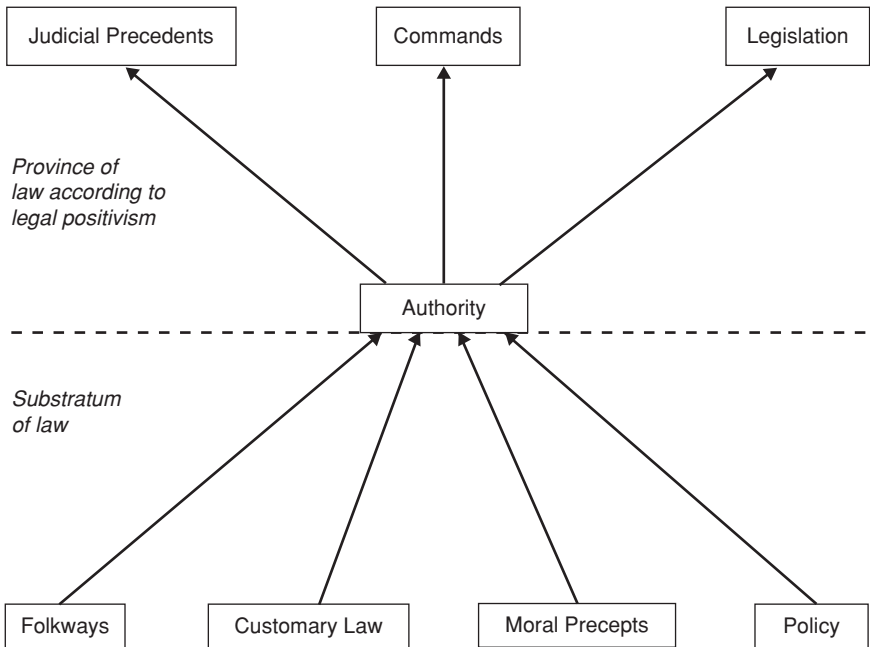 Judicial Precedents
Commands
Legislation
Province of
law according to
legal positivism
Authority
Substratum
of law
Folkways
Customary Law
Moral Precepts
Policy